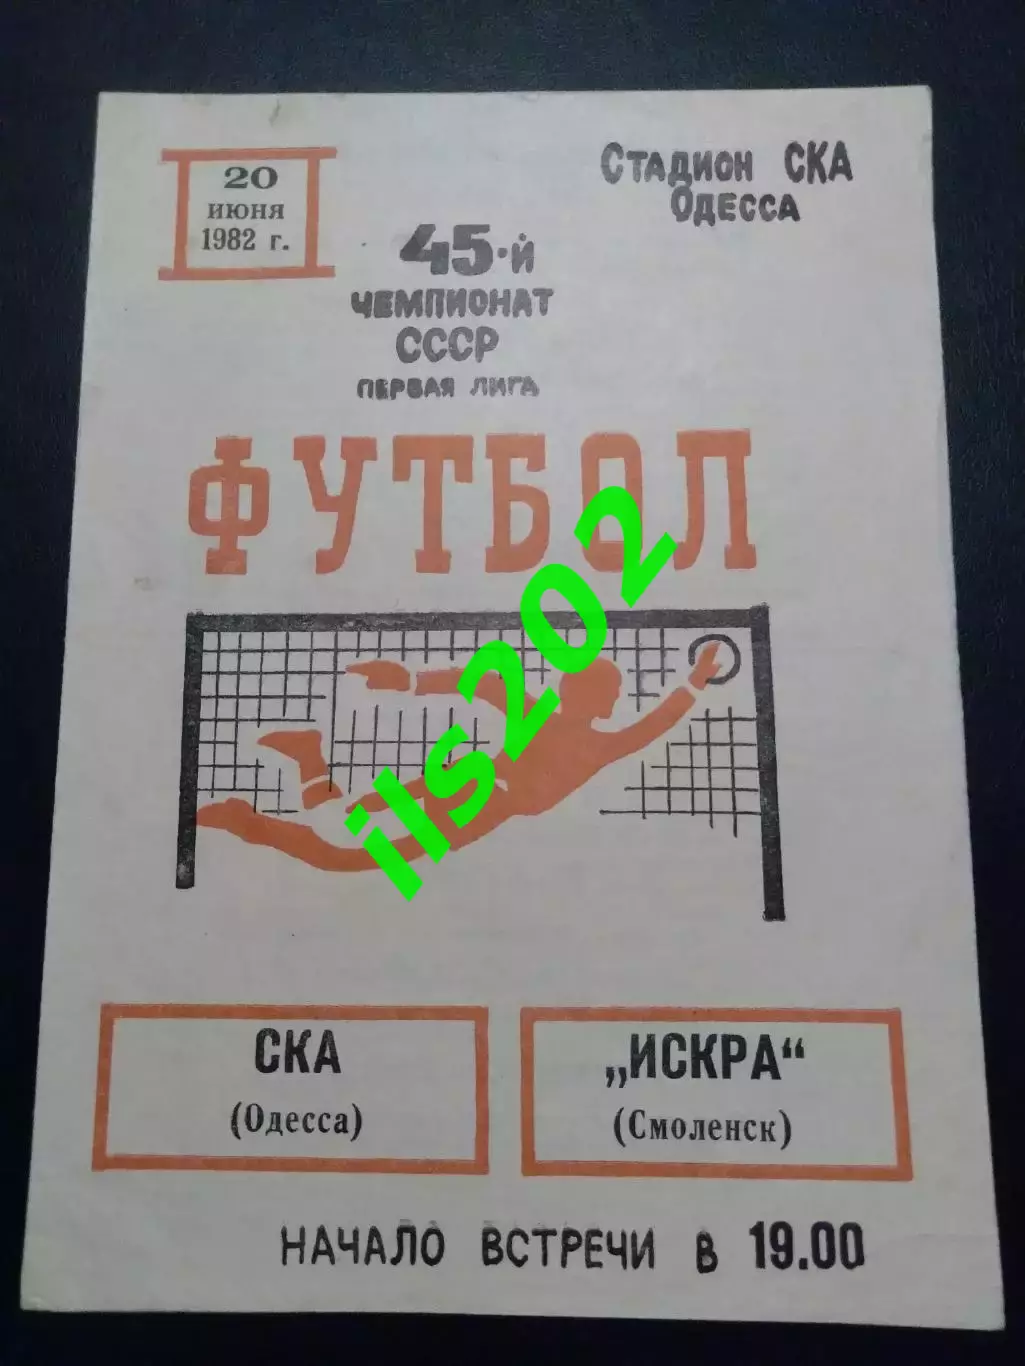 20
ИЮНЯ
1982 г.
СТАДИОН СКА
ОДЕССА
45-й
ЧЕМПИОНАТ
СССР
ПЕРВАЯ ЛИГА
ФУТБОЛ
ils202
СКА
(Одесса)
„ИСКРА“
(Смоленск)
НАЧАЛО ВСТРЕЧИ В 19.00